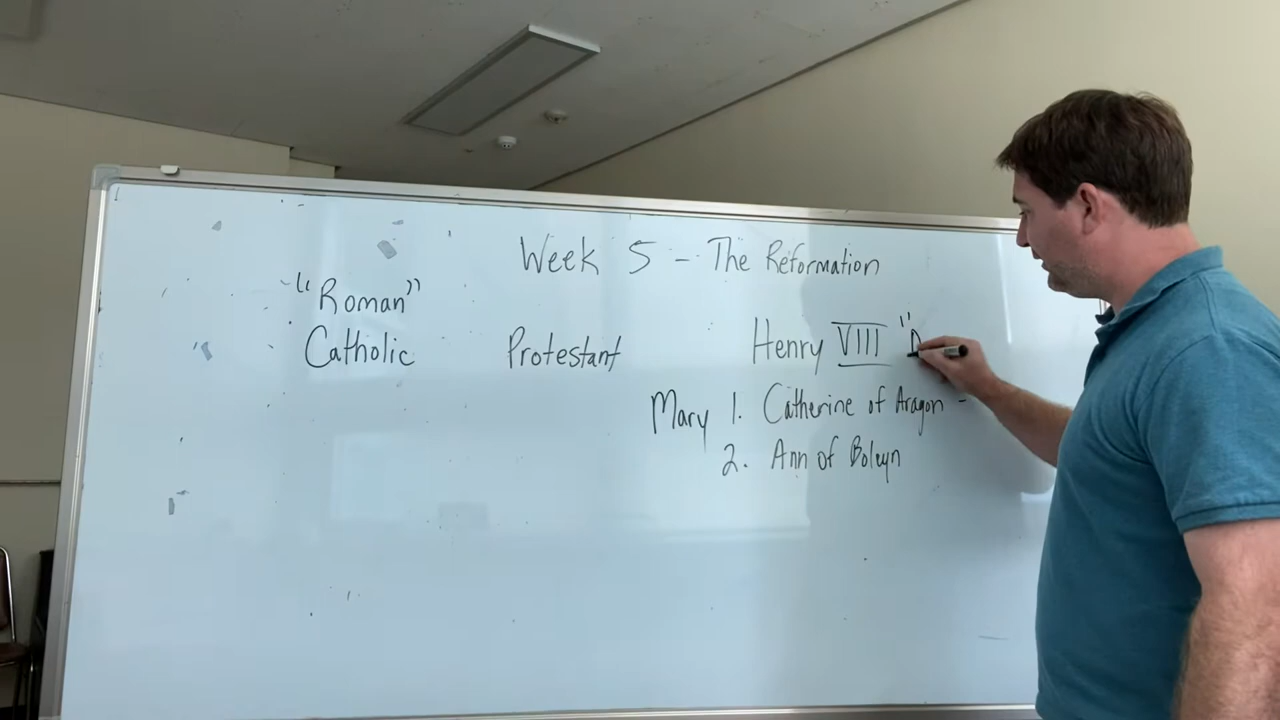 Week 5 - The Reformation
"Roman"
Catholic
Protestant
Henry VIII "D
Mary 1. Catherine of Aragon -
2. Ann of Boleyn